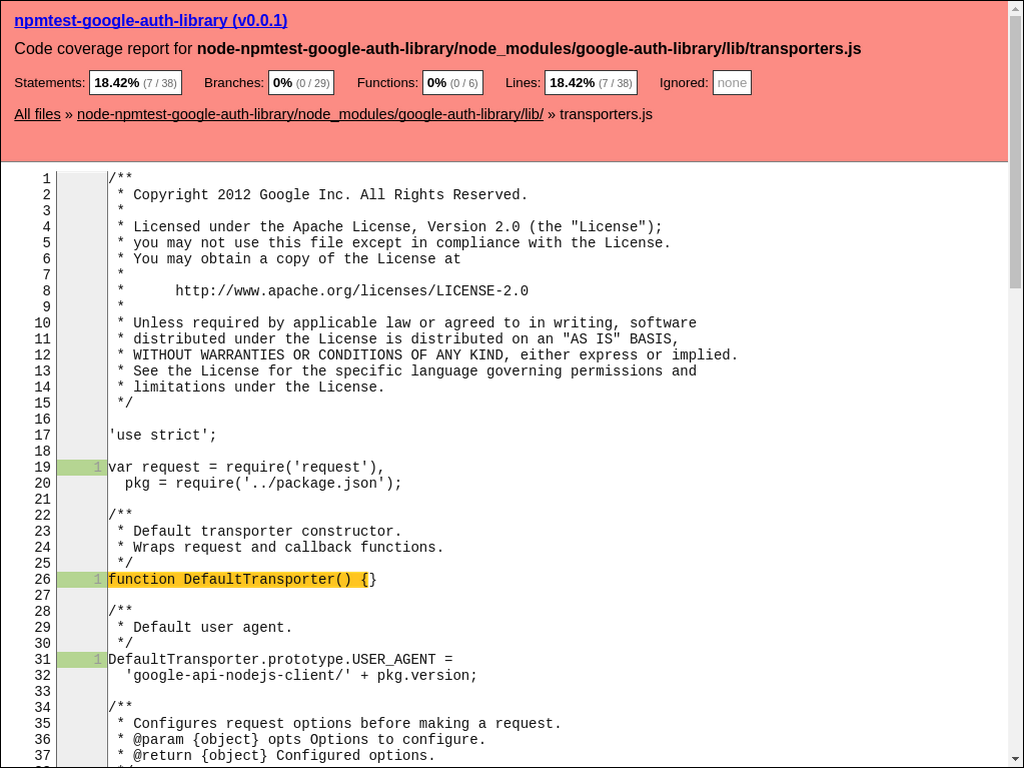 npmtest-google-auth-library (v0.0.1)
Code coverage report for node-npmtest-google-auth-library/node_modules/google-auth-library/lib/transporters.js
Statements: 18.42% (7 / 38) Branches: 0% (0 / 29) Functions: 0% (0 / 6) Lines: 18.42% (7 / 38) Ignored: none
All files » node-npmtest-google-auth-library/node_modules/google-auth-library/lib/ » transporters.js
1 /**
2  * Copyright 2012 Google Inc. All Rights Reserved.
3  *
4  * Licensed under the Apache License, Version 2.0 (the "License");
5  * you may not use this file except in compliance with the License.
6  * You may obtain a copy of the License at
7  *
8  *      http://www.apache.org/licenses/LICENSE-2.0
9  *
10  * Unless required by applicable law or agreed to in writing, software
11  * distributed under the License is distributed on an "AS IS" BASIS,
12  * WITHOUT WARRANTIES OR CONDITIONS OF ANY KIND, either express or implied.
13  * See the License for the specific language governing permissions and
14  * limitations under the License.
15  */
16
17 'use strict';
18
19 1 var request = require('request'),
20   pkg = require('../package.json');
21
22 /**
23  * Default transporter constructor.
24  * Wraps request and callback functions.
25  */
26 1 function DefaultTransporter() {}
27
28 /**
29  * Default user agent.
30  */
31 1 DefaultTransporter.prototype.USER_AGENT =
32   'google-api-nodejs-client/' + pkg.version;
33
34 /**
35  * Configures request options before making a request.
36  * @param {object} opts Options to configure.
37  * @return {object} Configured options.